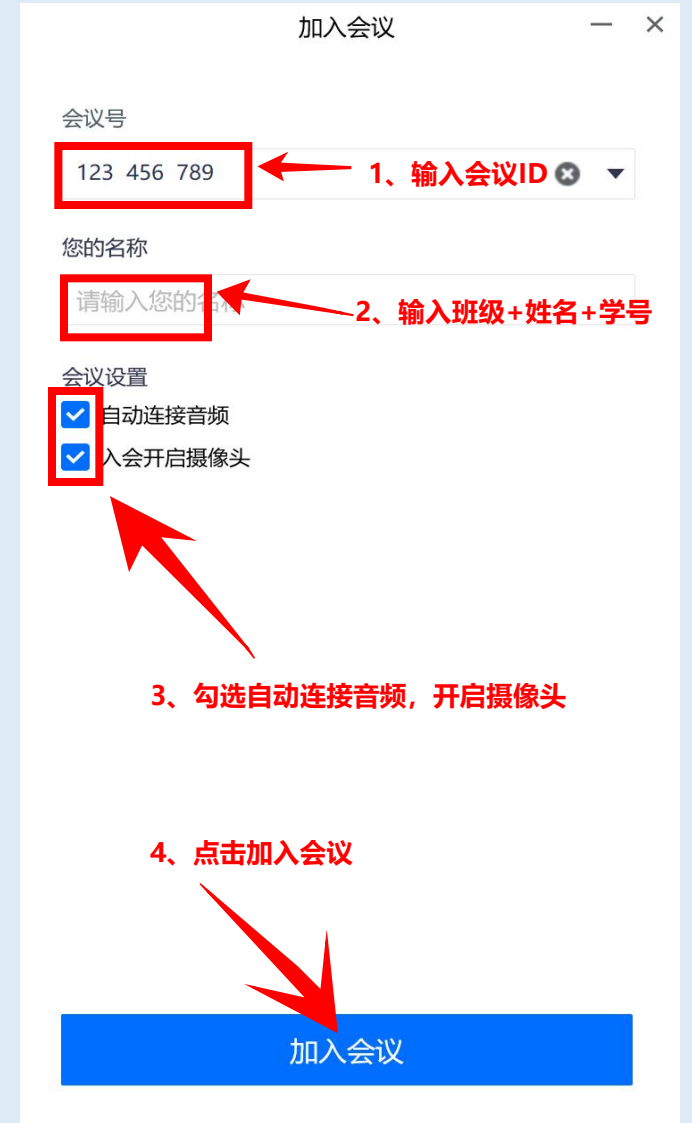 加入会议
会议号
123 456 789
1、输入会议ID
您的名称
请输入您的名称
2、输入班级+姓名+学号
会议设置
自动连接音频
入会开启摄像头
3、勾选自动连接音频，开启摄像头
4、点击加入会议
加入会议